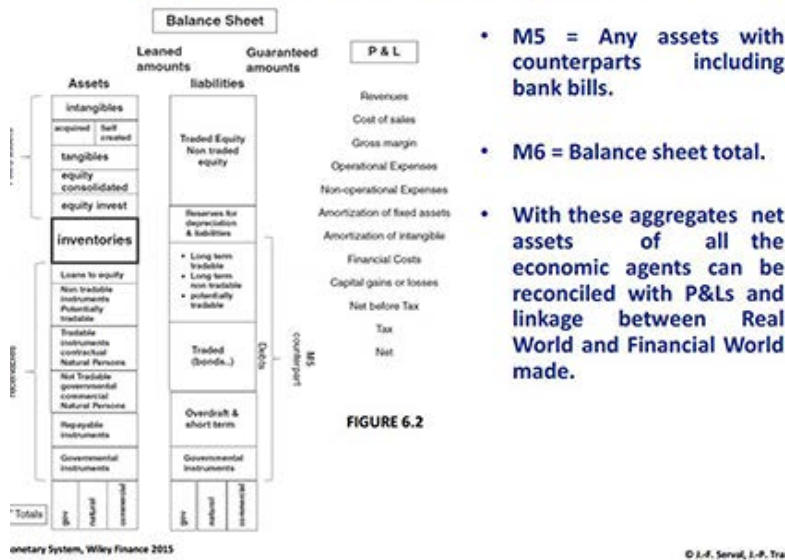 Balance Sheet
Leaned
amounts
Guaranteed
amounts
P & L
Assets
liabilities
intangibles
acquired
Self
created
tangibles
equity
consolidated
equity invest
inventories
Loans to equity
Non tradable
instruments
Potentially
tradable
Tradable
instruments
contractual
Natural Persons
Not Tradable
governmental
commercial
Natural Persons
Repayable
instruments
Governmental
instruments
gov
natural
commercial
Totals
Traded Equity
Non traded
equity
Reserves for
depreciation
& liabilities
• Long term
tradable
• Long term
non tradable
• potentially
tradable
Traded
(bonds..)
Overdraft &
short term
Governmental
instruments
gov
natural
commercial
Debts
M5
counterpart
Revenues
Cost of sales
Gross margin
Operational Expenses
Non-operational Expenses
Amortization of fixed assets
Amortization of intangible
Financial Costs
Capital gains or losses
Net before Tax
Tax
Net
FIGURE 6.2
• M5 = Any assets with
counterparts including
bank bills.
• M6 = Balance sheet total.
• With these aggregates net
assets of all the
economic agents can be
reconciled with P&Ls and
linkage between Real
World and Financial World
made.
onetary System, Wiley Finance 2015
© J.-F. Serval, J.-P. Tra